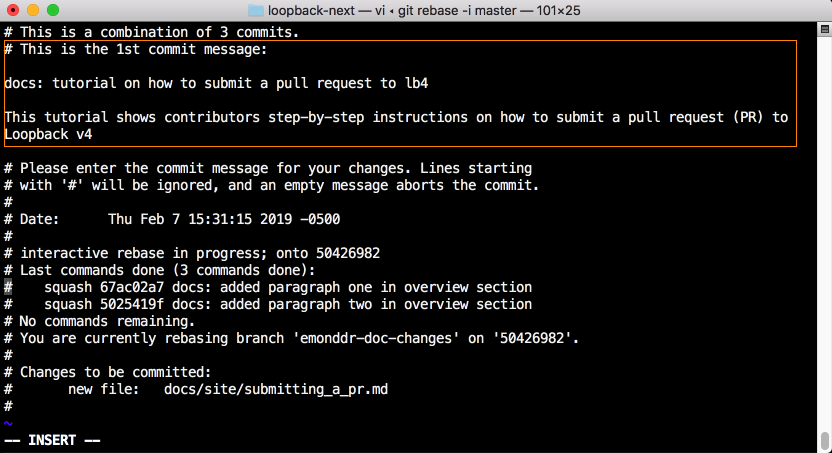 loopback-next — vi ◂ git rebase -i master — 101×25
# This is a combination of 3 commits.
# This is the 1st commit message:
docs: tutorial on how to submit a pull request to lb4
This tutorial shows contributors step-by-step instructions on how to submit a pull request (PR) to
Loopback v4
# Please enter the commit message for your changes. Lines starting
# with '#' will be ignored, and an empty message aborts the commit.
#
# Date:      Thu Feb 7 15:31:15 2019 -0500
#
# interactive rebase in progress; onto 50426982
# Last commands done (3 commands done):
#    squash 67ac02a7 docs: added paragraph one in overview section
#    squash 5025419f docs: added paragraph two in overview section
# No commands remaining.
# You are currently rebasing branch 'emonddr-doc-changes' on '50426982'.
#
# Changes to be committed:
#       new file:   docs/site/submitting_a_pr.md
#
~
-- INSERT --